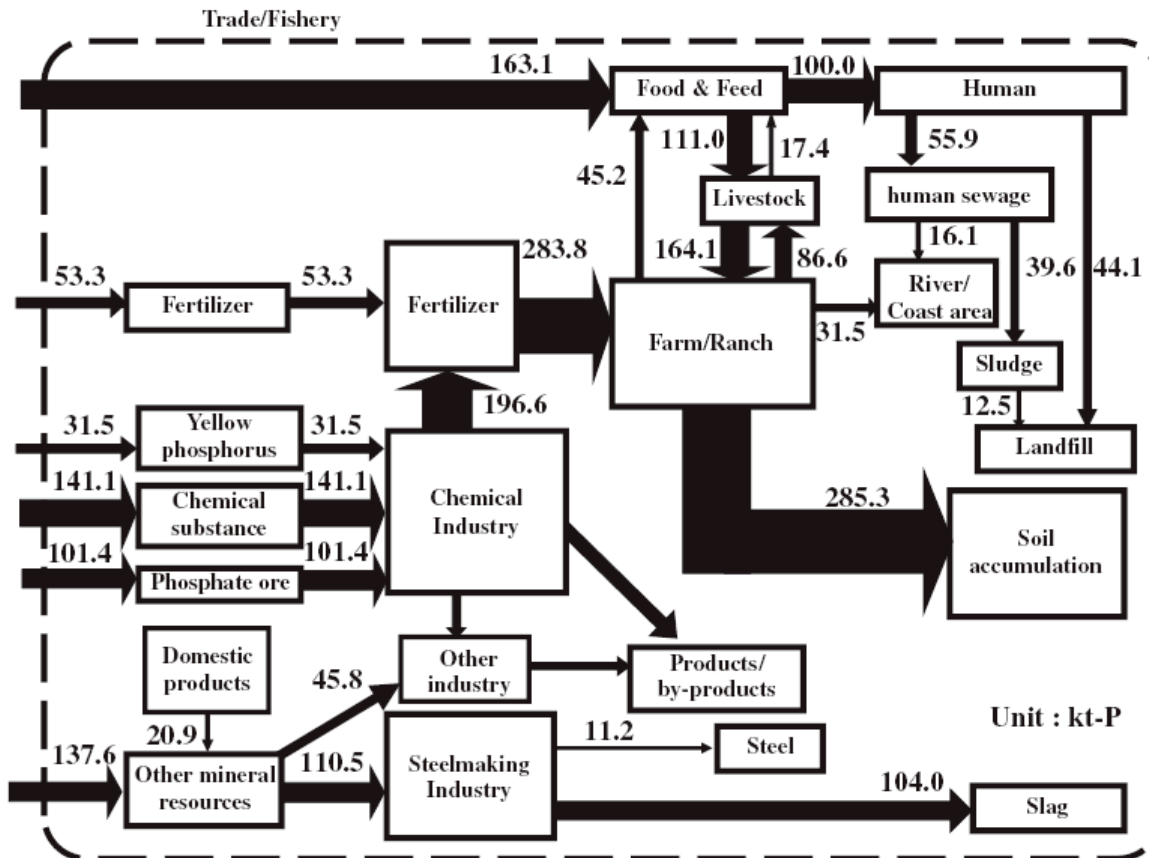 Trade/Fishery
163.1
Food & Feed
100.0
Human
45.2
111.0
17.4
55.9
Livestock
human sewage
164.1
86.6
16.1
39.6
44.1
53.3
Fertilizer
53.3
Fertilizer
283.8
Farm/Ranch
31.5
River/
Coast area
Sludge
12.5
Landfill
196.6
31.5
Yellow
phosphorus
31.5
141.1
Chemical
substance
141.1
101.4
Phosphate ore
101.4
Chemical
Industry
285.3
Soil
accumulation
Domestic
products
20.9
45.8
Other
industry
Products/
by-products
Unit : kt-P
137.6
Other mineral
resources
110.5
Steelmaking
Industry
11.2
Steel
104.0
Slag